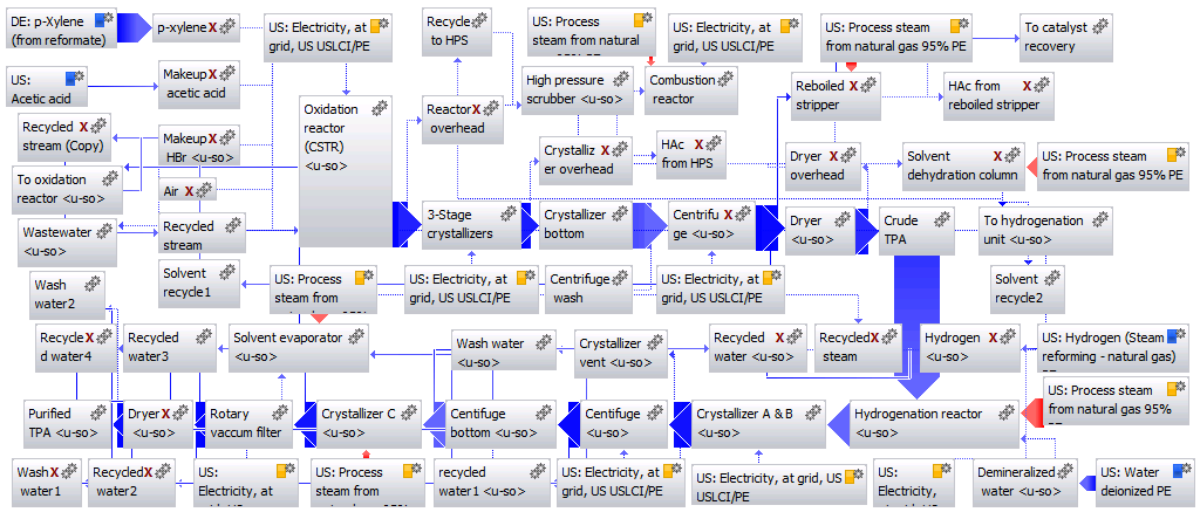 DE: p-Xylene
(from reformate)
p-xylene X
US: Electricity, at
grid, US USLCI/PE
Recycle
to HPS
US: Process
steam from natural
US: Electricity, at
grid, US USLCI/PE
US: Process steam
from natural gas 95% PE
To catalyst
recovery
US:
Acetic acid
Makeup X
acetic acid
Oxidation
reactor
(CSTR)
<u-so>
Reactor X
overhead
High pressure
scrubber <u-so>
Combustion
reactor
Reboiled X
stripper
HAc from
reboiled stripper
Recycled X
stream (Copy)
Makeup X
HBr <u-so>
Crystalliz X
er overhead
HAc X
from HPS
Dryer X
overhead
Solvent X
dehydration column
US: Process steam
from natural gas 95% PE
To oxidation
reactor <u-so>
Air X
Wastewater
<u-so>
Recycled
stream
3-Stage
crystallizers
Crystallizer
bottom
Centrifu X
ge <u-so>
Dryer
<u-so>
Crude
TPA
To hydrogenation
unit <u-so>
Wash
water2
Solvent
recycle1
US: Process
steam from
US: Electricity, at
grid, US USLCI/PE
Centrifuge
wash
US: Electricity, at
grid, US USLCI/PE
Solvent
recycle2
Recycle X
d water4
Recycled
water3
Solvent evaporator
<u-so>
Wash water
<u-so>
Crystallizer
vent <u-so>
Recycled X
water <u-so>
Recycled X
steam
Hydrogen X
<u-so>
US: Hydrogen (Steam
reforming - natural gas)
US: Process steam
from natural gas 95%
Purified
TPA <u-so>
Dryer X
<u-so>
Rotary
vaccum filter
Crystallizer C
<u-so>
Centifuge
bottom <u-so>
Centifuge
<u-so>
Crystallizer A & B
<u-so>
Hydrogenation reactor
<u-so>
Wash X
water1
Recycled X
water2
US:
Electricity, at
US: Process
steam from
recycled
water1 <u-so>
US: Electricity, at
grid, US USLCI/PE
US: Electricity, at grid, US
USLCI/PE
US:
Electricity,
Demineralized
water <u-so>
US: Water
deionized PE